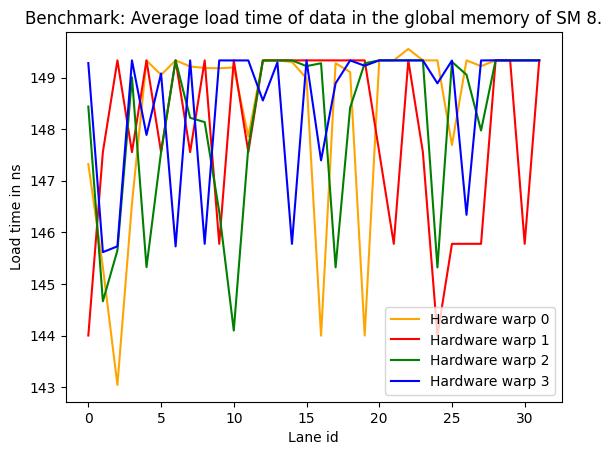 Benchmark: Average load time of data in the global memory of SM 8.
Load time in ns
149
148
147
146
145
144
143
Hardware warp 0
Hardware warp 1
Hardware warp 2
Hardware warp 3
0 5 10 15 20 25 30
Lane id